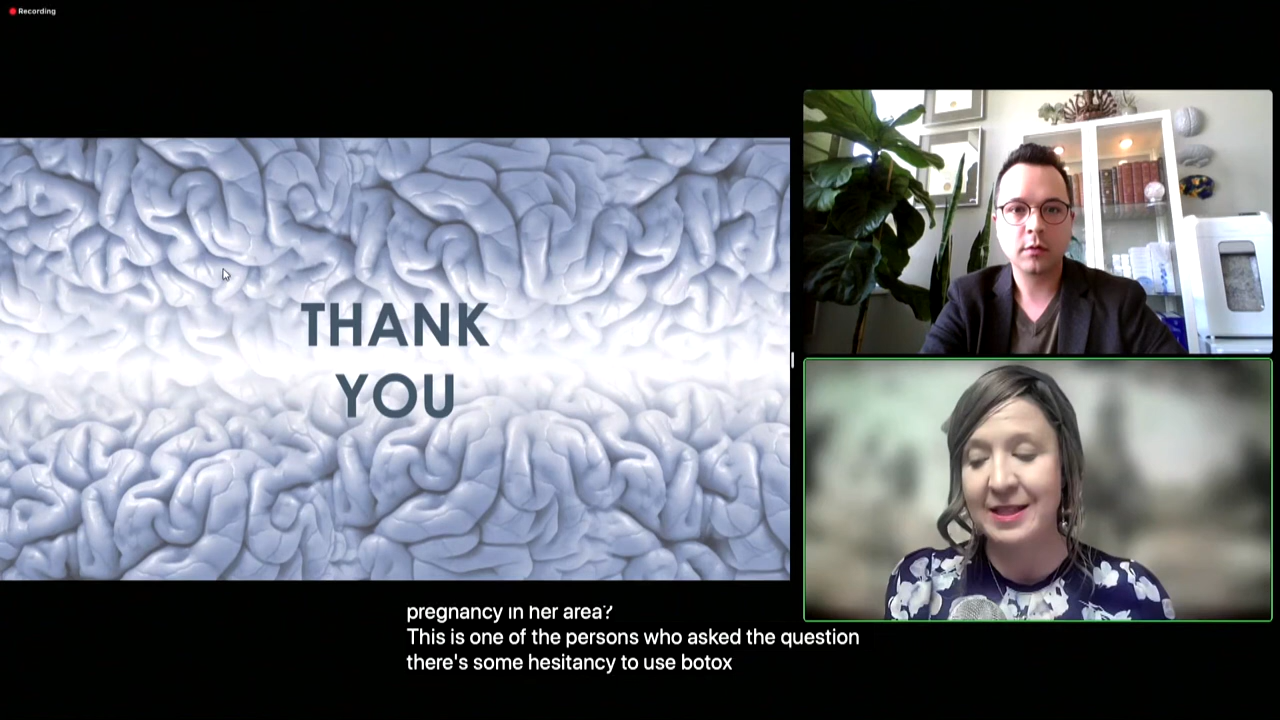 Recording
THANK
YOU
pregnancy in her area?
This is one of the persons who asked the question
there's some hesitancy to use botox